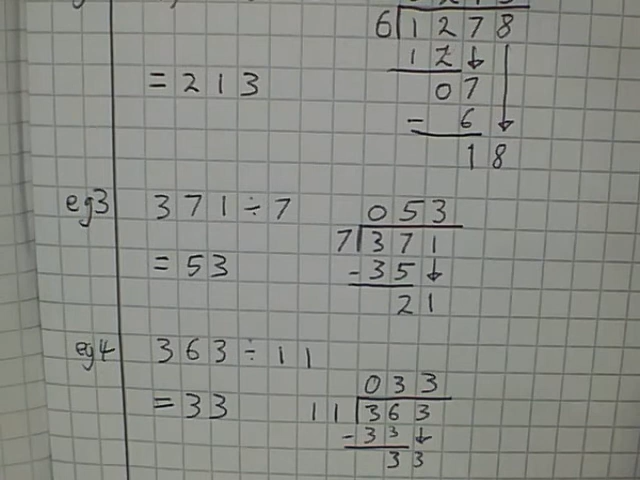 6 1 2 7 8
1 2 ↓
= 2 1 3
0 7
- 6 ↓
1 8
eg3 3 7 1 ÷ 7
0 5 3
7 3 7 1
= 5 3
- 3 5 ↓
2 1
eg4 3 6 3 ÷ 1 1
0 3 3
= 3 3
1 1 3 6 3
- 3 3 ↓
3 3